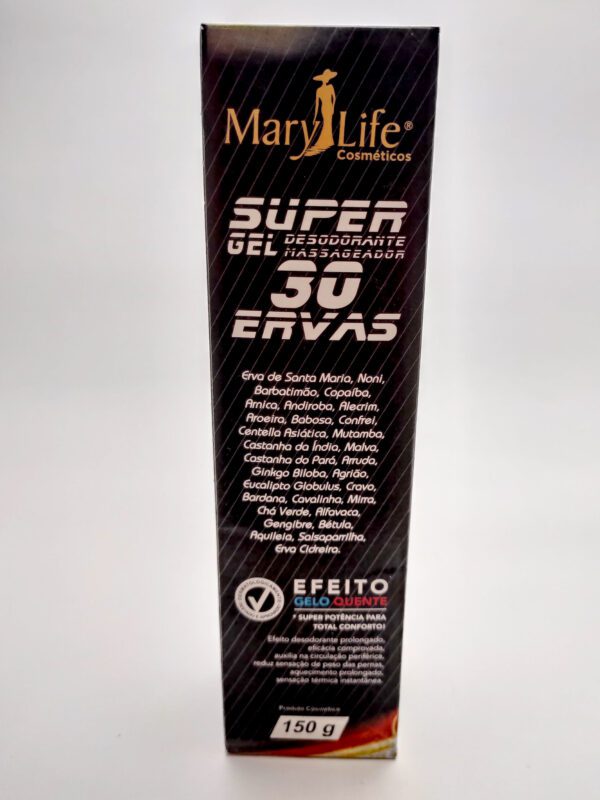 Mary Life®
Cosméticos
SUPER
GEL DESODORANTE MASSAGEADOR
30
ERVAS
Erva de Santa Maria, Noni,
Barbatimão, Copaíba,
Arnica, Andiroba, Alecrim,
Aroeira, Babosa, Confrei,
Centella Asiática, Mutamba,
Castanha da Índia, Malva,
Castanha do Pará, Arruda,
Ginkgo Biloba, Agrião,
Eucalipto Globulus, Cravo,
Bardana, Cavalinha, Mirra,
Chá Verde, Alfavaca,
Gengibre, Bétula,
Aquileia, Salsaparrilha,
Erva Cidreira.
EFEITO
GELO QUENTE
* SUPER POTÊNCIA PARA
TOTAL CONFORTO!
Efeito desodorante prolongado,
eficácia comprovada,
auxilia na circulação periférica,
reduz sensação de peso das pernas,
aquecimento prolongado,
sensação térmica instantânea.
Produto Cosmético
150 g